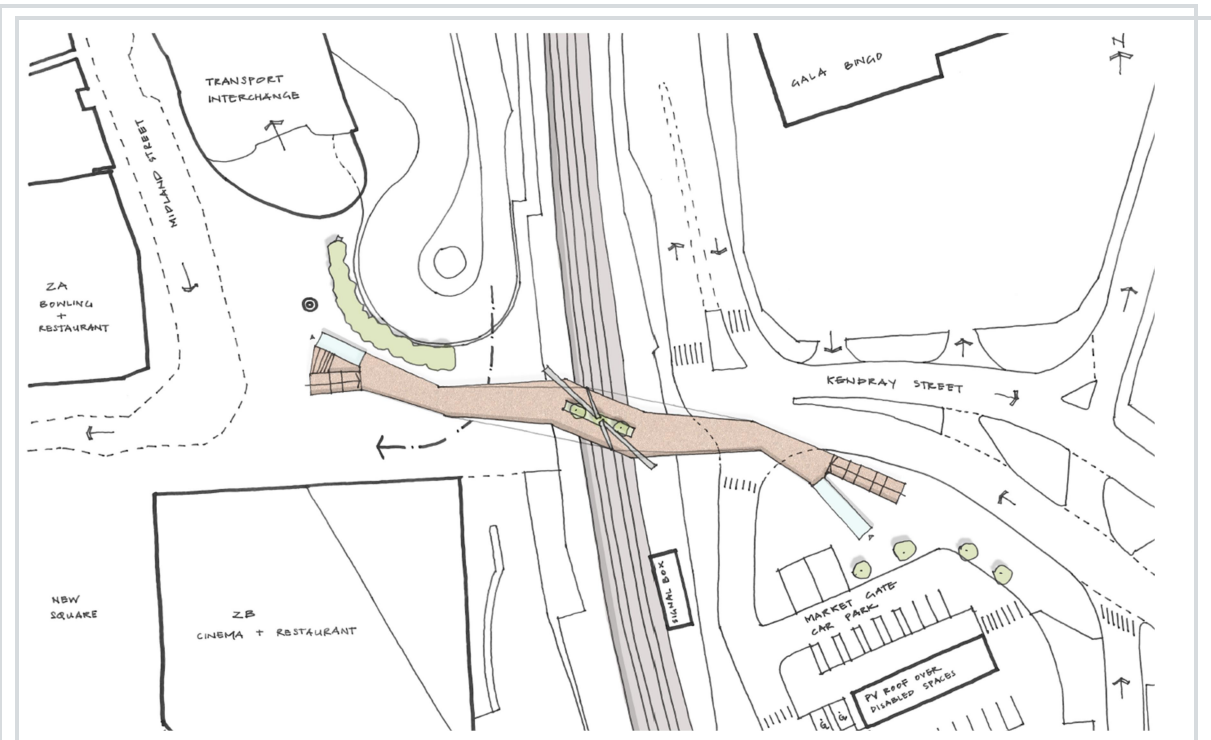 N
TRANSPORT
INTERCHANGE
GALA BINGO
MIDLAND STREET
ZA
BOWLING
+
RESTAURANT
KENDRAY STREET
NEW
SQUARE
ZB
CINEMA + RESTAURANT
SIGNAL BOX
MARKET GATE
CAR PARK
PV ROOF OVER
DISABLED SPACES